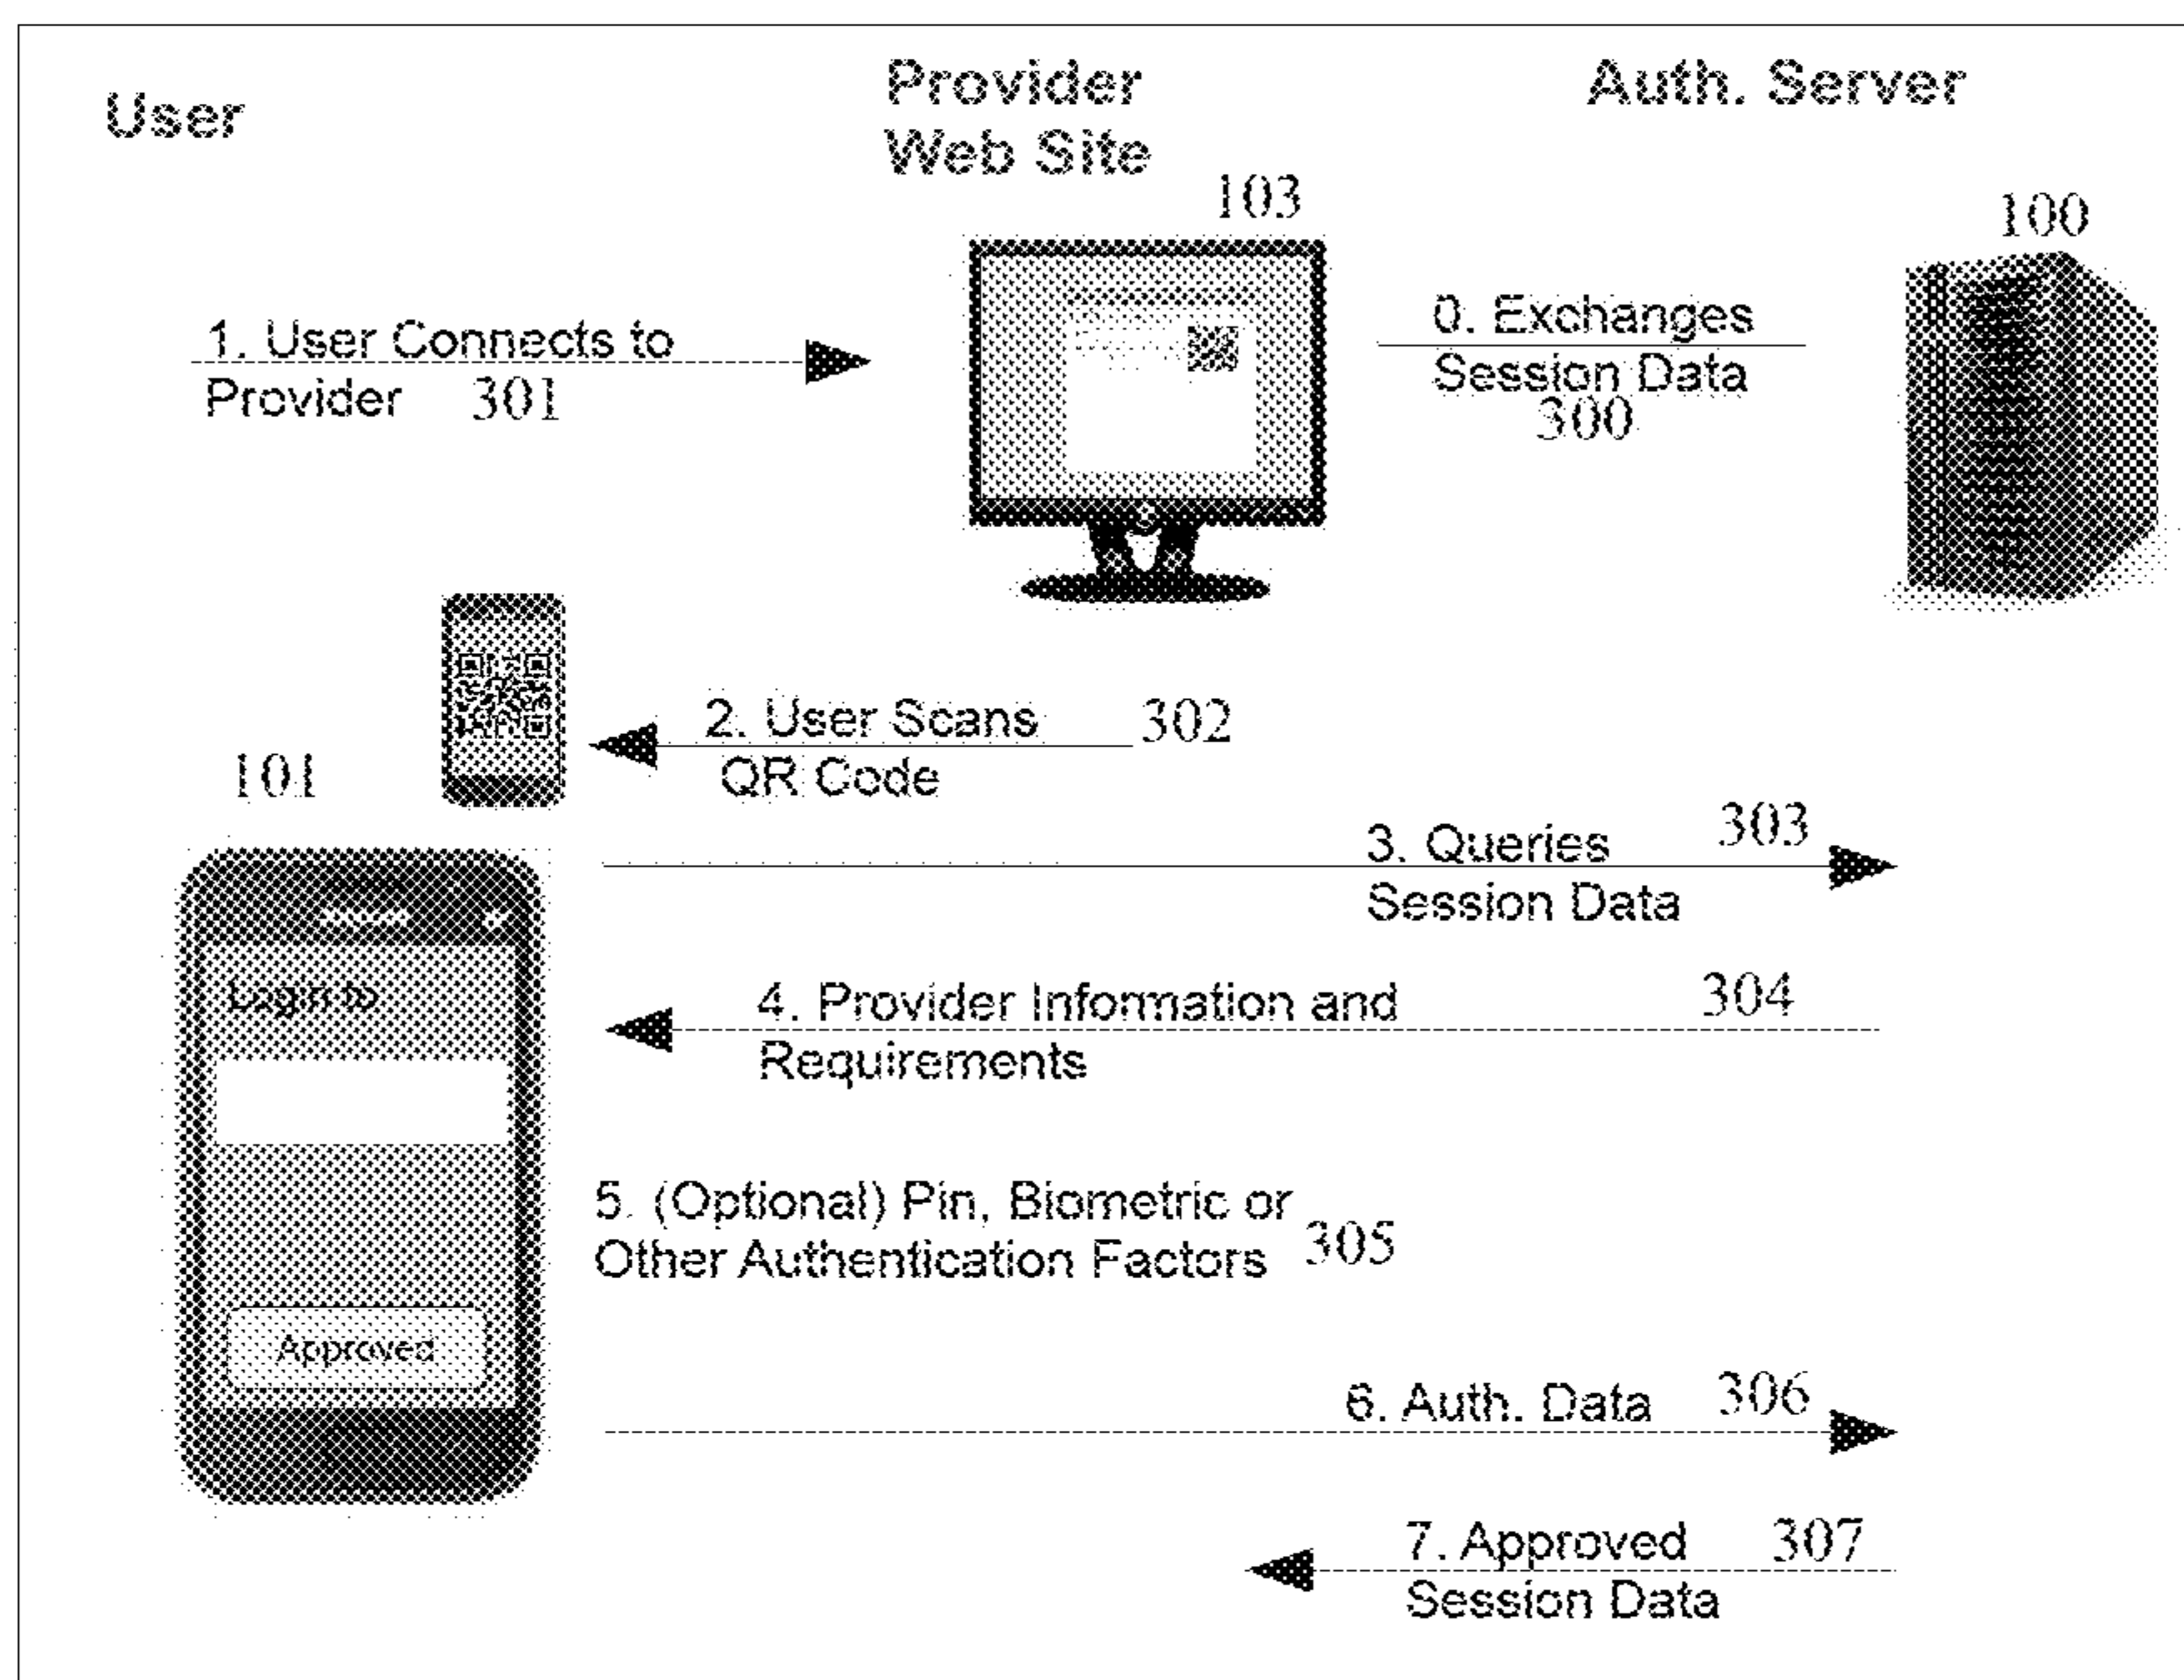 User
Provider
Web Site
Auth. Server
103
100
1. User Connects to
Provider 301
0. Exchanges
Session Data
300
2. User Scans 302
QR Code
101
3. Queries 303
Session Data
Login to
4. Provider Information and 304
Requirements
5. (Optional) Pin, Biometric or
Other Authentication Factors 305
Approved
6. Auth. Data 306
7. Approved 307
Session Data